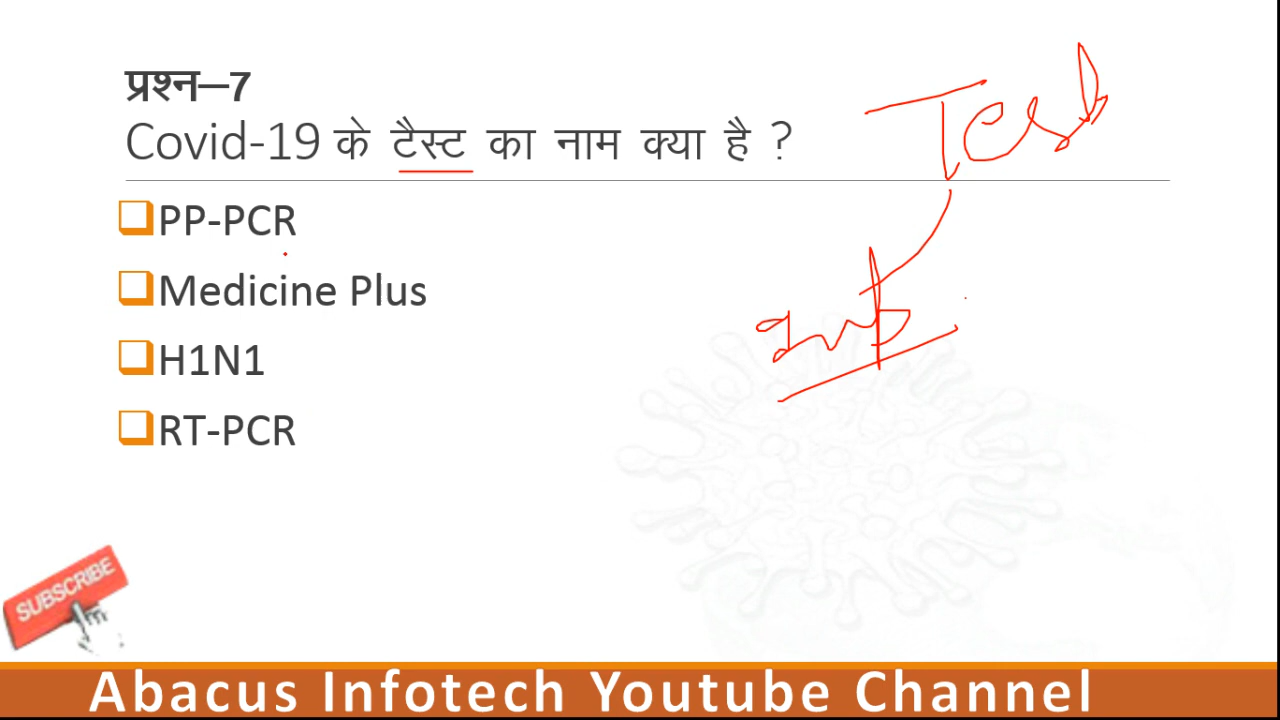 प्रश्न—7
Covid-19 के टैस्ट का नाम क्या है ?
Test
PP-PCR
Medicine Plus
H1N1
RT-PCR
SUBSCRIBE
Abacus Infotech Youtube Channel